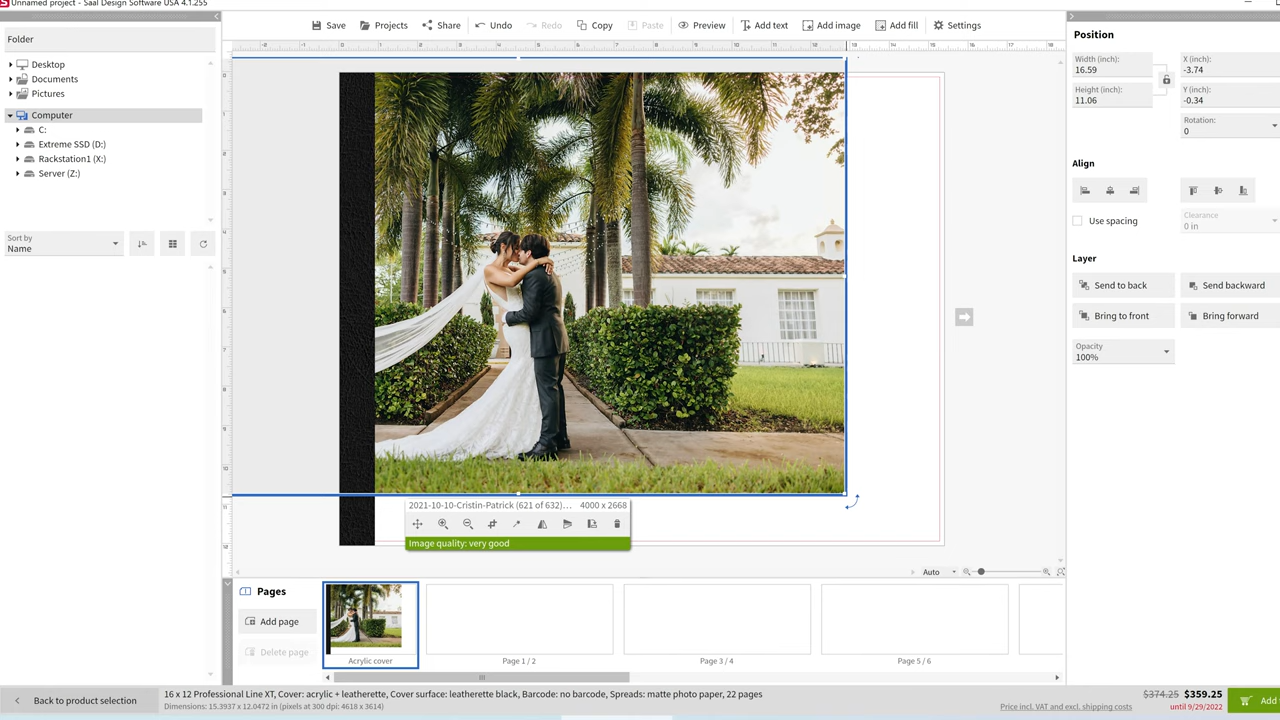 Unnamed project - Saal Design Software USA 4.1.255
Save
Projects
Share
Undo
Redo
Copy
Paste
Preview
Add text
Add image
Add fill
Settings
Folder
Desktop
Documents
Pictures
Computer
C:
Extreme SSD (D:)
Rackstation1 (X:)
Server (Z:)
Sort by
Name
2021-10-10-Cristin-Patrick (621 of 632)... 4000 x 2668
Image quality: very good
Auto
Position
Width (inch):
16.59
X (inch):
-3.74
Height (inch):
11.06
Y (inch):
-0.34
Rotation:
0
Align
Use spacing
Clearance
0 in
Layer
Send to back
Send backward
Bring to front
Bring forward
Opacity
100%
Pages
Add page
Delete page
Acrylic cover
Page 1 / 2
Page 3 / 4
Page 5 / 6
Back to product selection
16 x 12 Professional Line XT, Cover: acrylic + leatherette, Cover surface: leatherette black, Barcode: no barcode, Spreads: matte photo paper, 22 pages
Dimensions: 15.3937 x 12.0472 in (pixels at 300 dpi: 4618 x 3614)
$374.25 $359.25
Price incl. VAT and excl. shipping costs
until 9/29/2022
Add